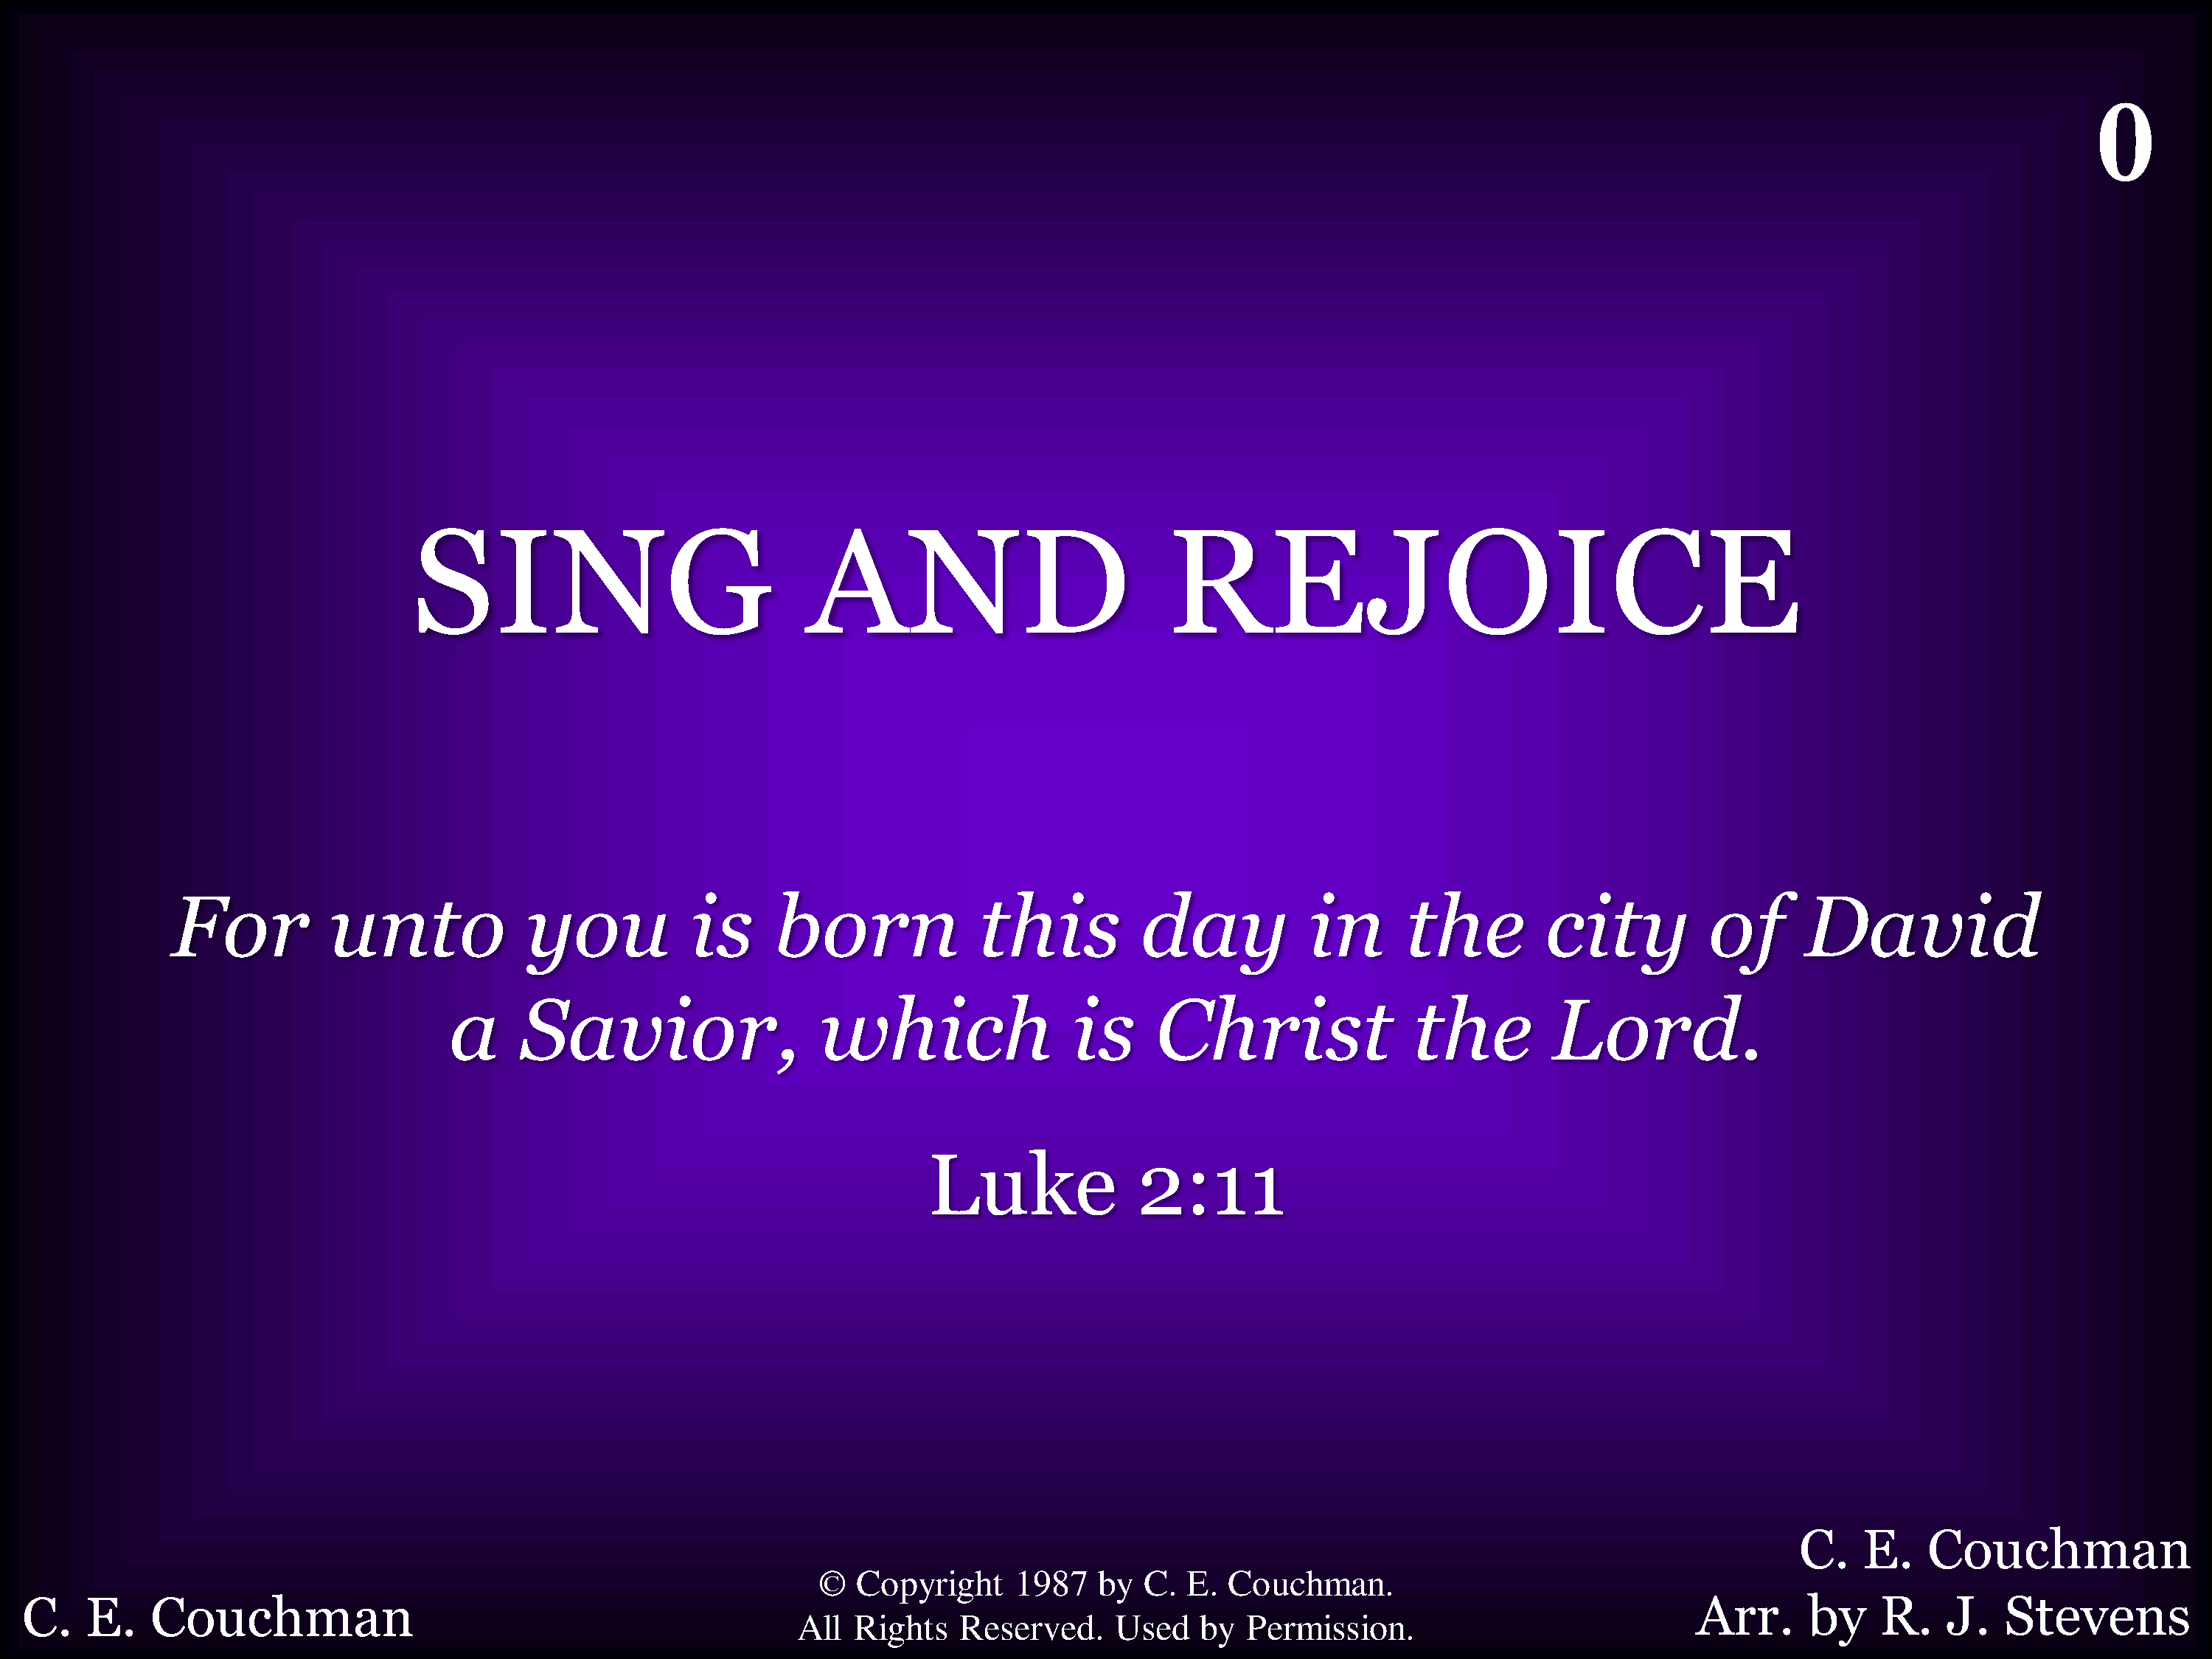 0
SING AND REJOICE
For unto you is born this day in the city of David
a Savior, which is Christ the Lord.
Luke 2:11
C. E. Couchman
© Copyright 1987 by C. E. Couchman.
All Rights Reserved. Used by Permission.
C. E. Couchman
Arr. by R. J. Stevens